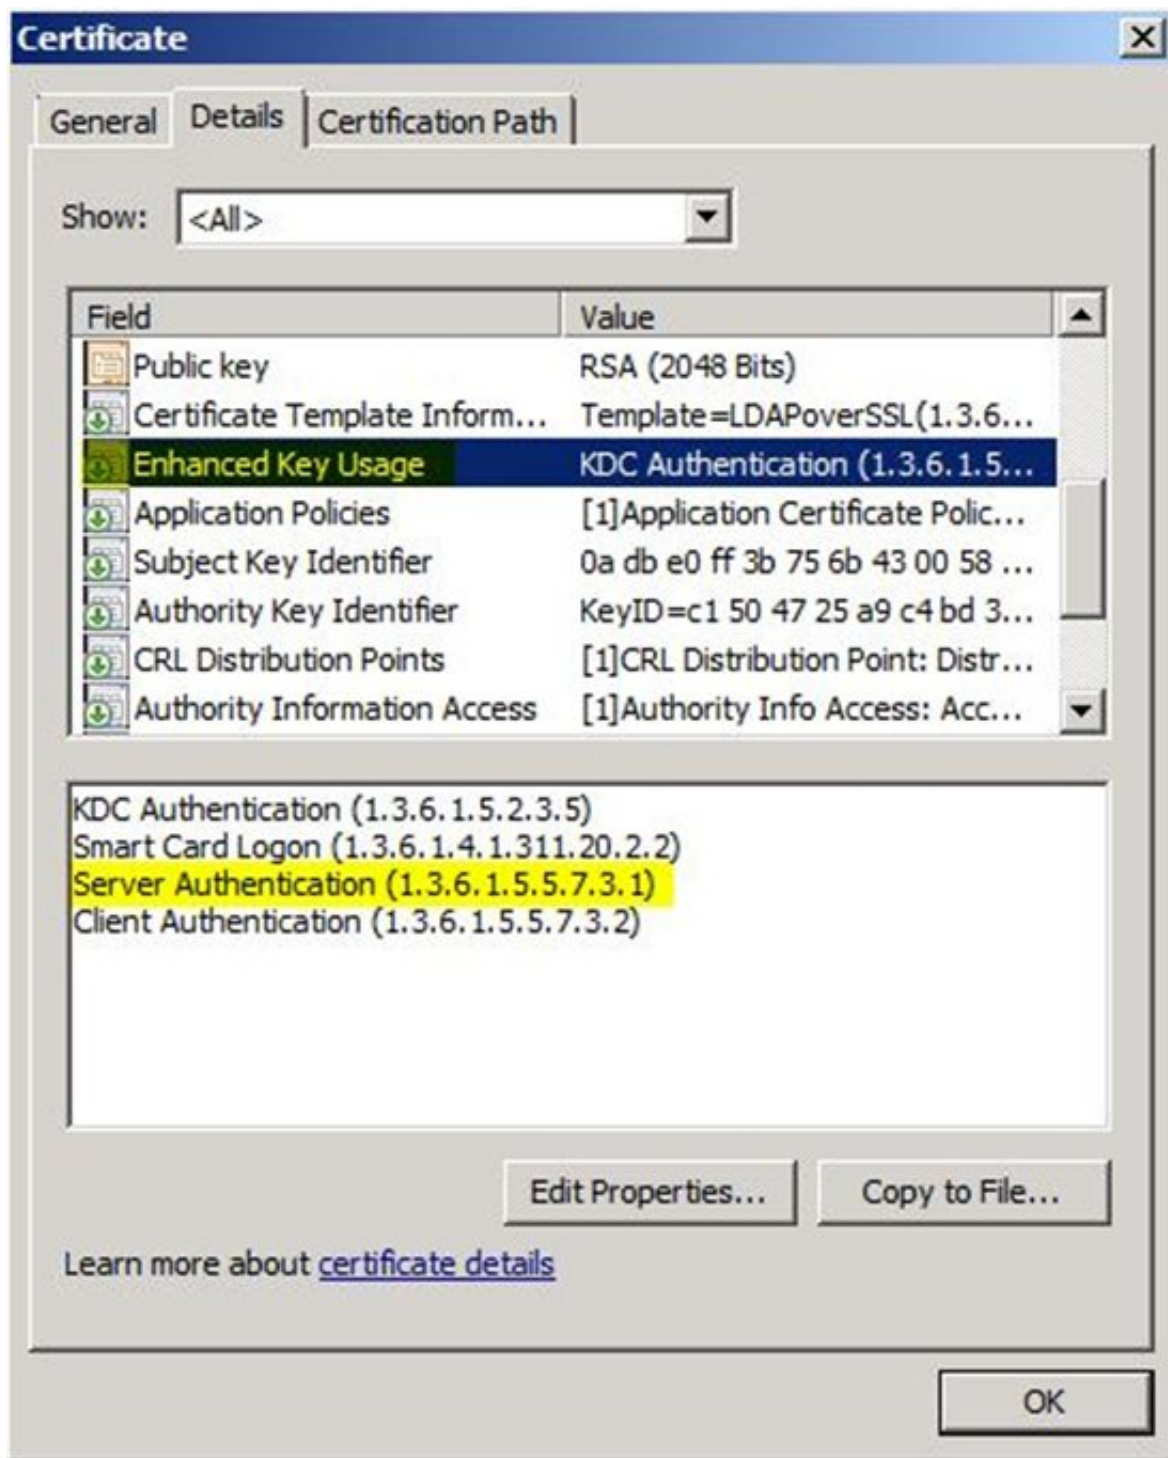 Certificate
General Details Certification Path
Show: <All>
Field Value
Public key RSA (2048 Bits)
Certificate Template Inform... Template=LDAPoverSSL(1.3.6...
Enhanced Key Usage KDC Authentication (1.3.6.1.5...
Application Policies [1]Application Certificate Polic...
Subject Key Identifier 0a db e0 ff 3b 75 6b 43 00 58 ...
Authority Key Identifier KeyID=c1 50 47 25 a9 c4 bd 3...
CRL Distribution Points [1]CRL Distribution Point: Distr...
Authority Information Access [1]Authority Info Access: Acc...
KDC Authentication (1.3.6.1.5.2.3.5)
Smart Card Logon (1.3.6.1.4.1.311.20.2.2)
Server Authentication (1.3.6.1.5.5.7.3.1)
Client Authentication (1.3.6.1.5.5.7.3.2)
Edit Properties... Copy to File...
Learn more about certificate details
OK